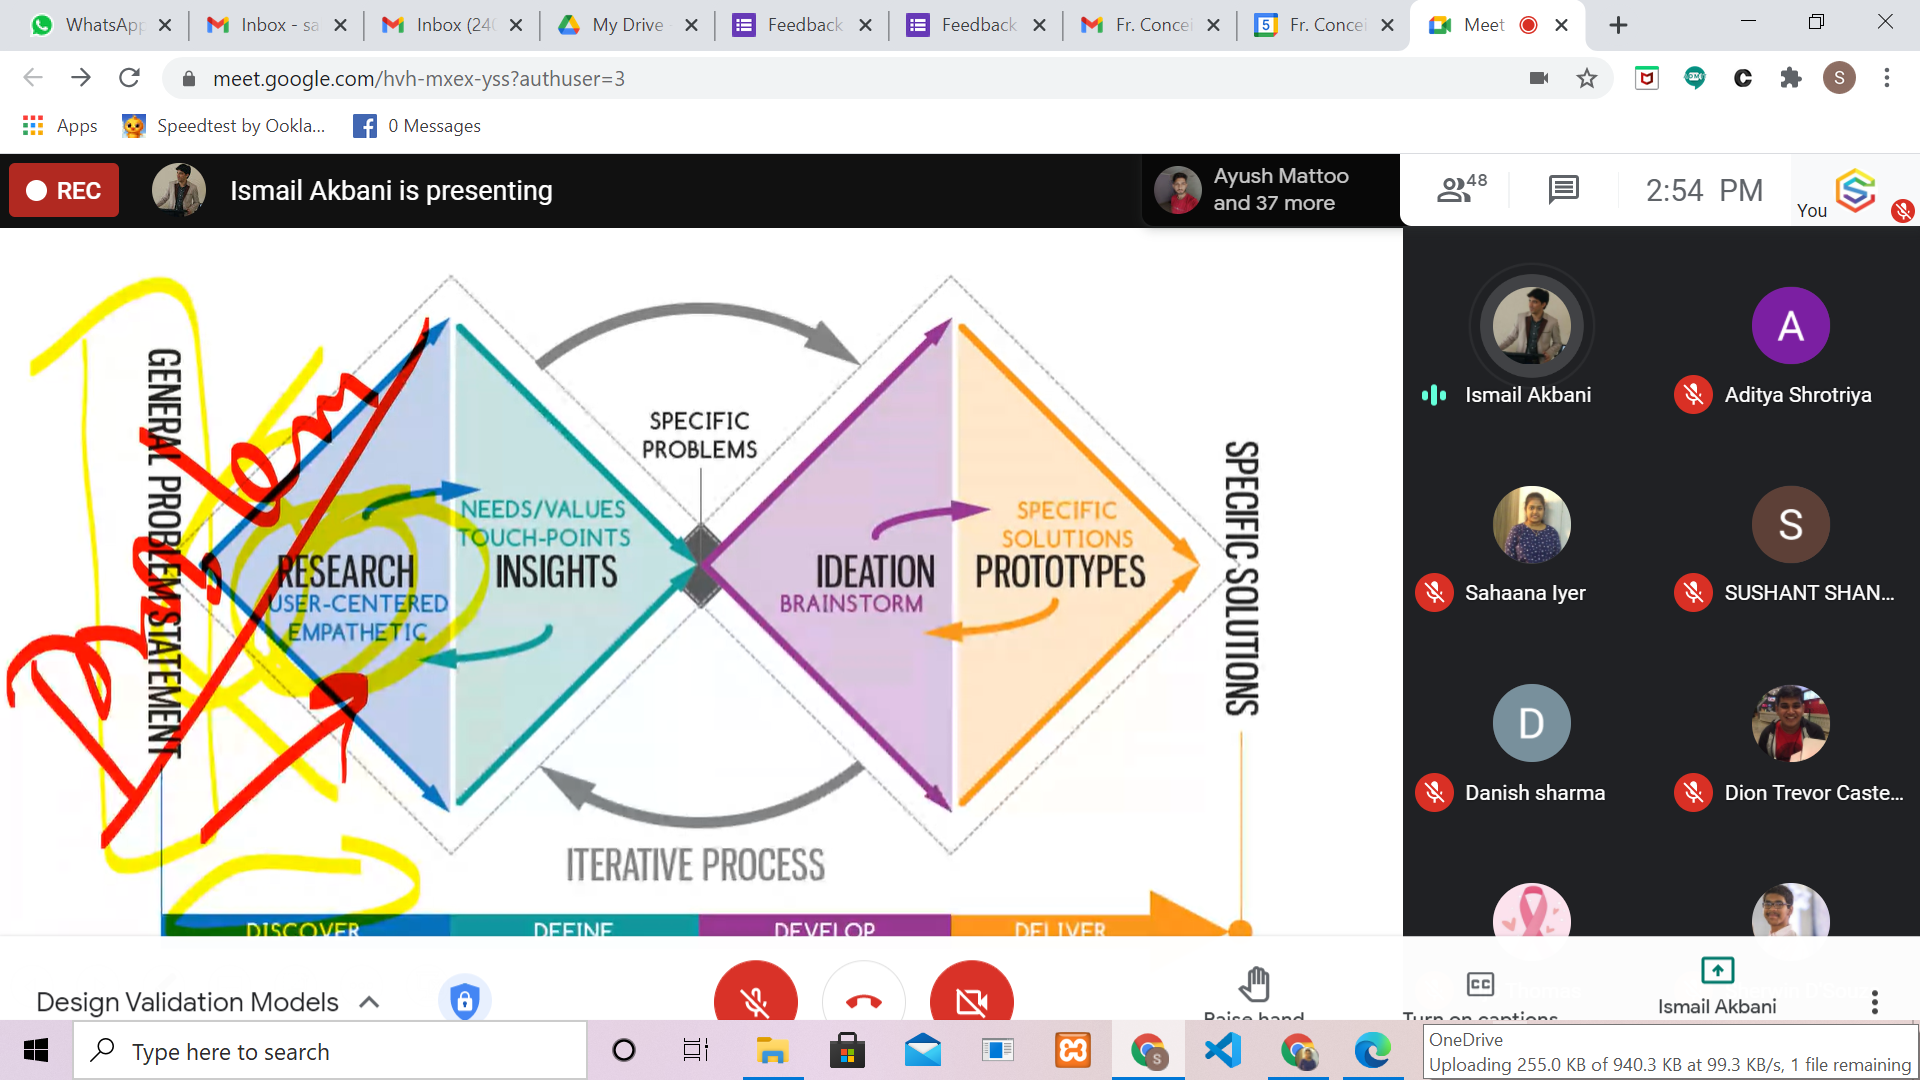 WhatsApp
Inbox - sa
Inbox (240
My Drive
Feedback
Feedback
Fr. Concei
5
Fr. Concei
Meet
meet.google.com/hvh-mxex-yss?authuser=3
S
Apps
Speedtest by Ookla...
0 Messages
REC
Ismail Akbani is presenting
Ayush Mattoo
and 37 more
48
2:54 PM
You
GENERAL PROBLEM STATEMENT
SPECIFIC
PROBLEMS
NEEDS/VALUES
TOUCH-POINTS
INSIGHTS
RESEARCH
USER-CENTERED
EMPATHETIC
IDEATION
BRAINSTORM
SPECIFIC
SOLUTIONS
PROTOTYPES
SPECIFIC SOLUTIONS
ITERATIVE PROCESS
DISCOVER
DEFINE
DEVELOP
DELIVER
Ismail Akbani
A
Aditya Shrotriya
Sahaana Iyer
S
SUSHANT SHAN...
D
Danish sharma
Dion Trevor Caste...
Design Validation Models
Raise hand
Turn on captions
Ismail Akbani
Type here to search
OneDrive
Uploading 255.0 KB of 940.3 KB at 99.3 KB/s, 1 file remaining